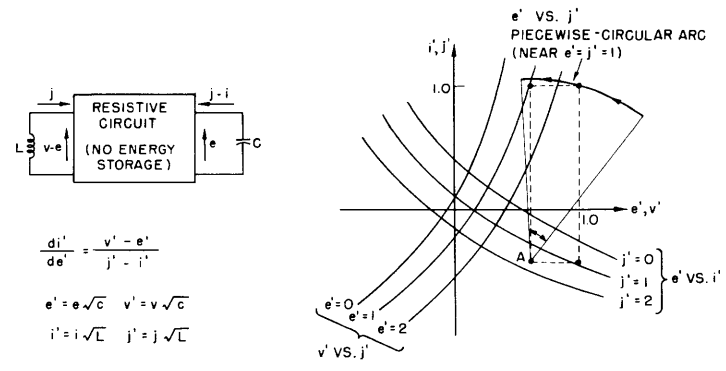 j
j-i
RESISTIVE
CIRCUIT
(NO ENERGY
STORAGE)
L
v-e
e
C
di'/de' = v' - e'/j' - i'
e' = e√c v' = v√c
i' = i√L j' = j√L
e' VS. j'
PIECEWISE-CIRCULAR ARC
(NEAR e'=j'=1)
i', j'
1.0
e', v'
1.0
A
j'=0
j'=1
j'=2
e' VS. i'
e'=0
e'=1
e'=2
v' VS. j'